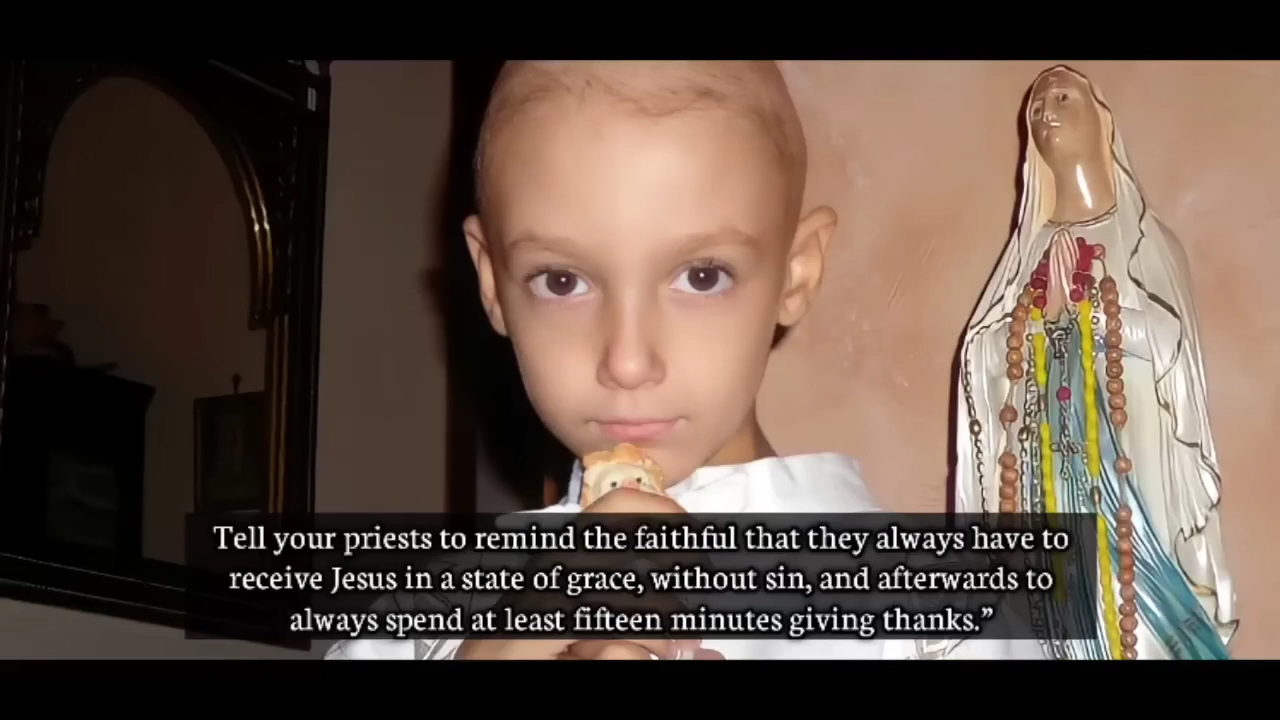 Tell your priests to remind the faithful that they always have to
receive Jesus in a state of grace, without sin, and afterwards to
always spend at least fifteen minutes giving thanks.”